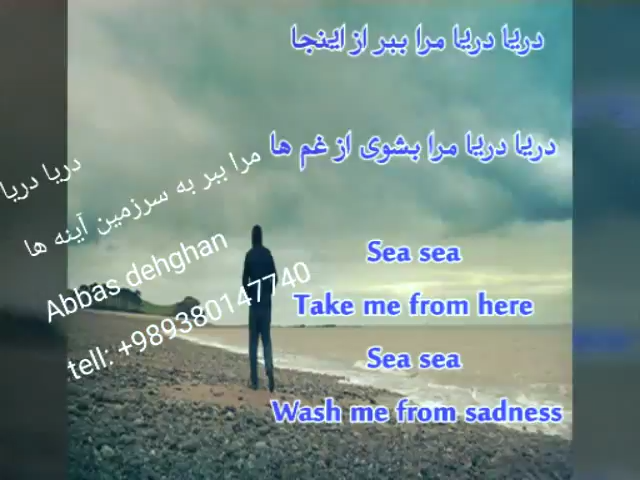 دریا دریا مرا ببر از اینجا
دریا دریا مرا بشوی از غم ها
دریا دریا
مرا ببر به سرزمین آینه ها
Abbas dehghan
tell: +989380147740
Sea sea
Take me from here
Sea sea
Wash me from sadness